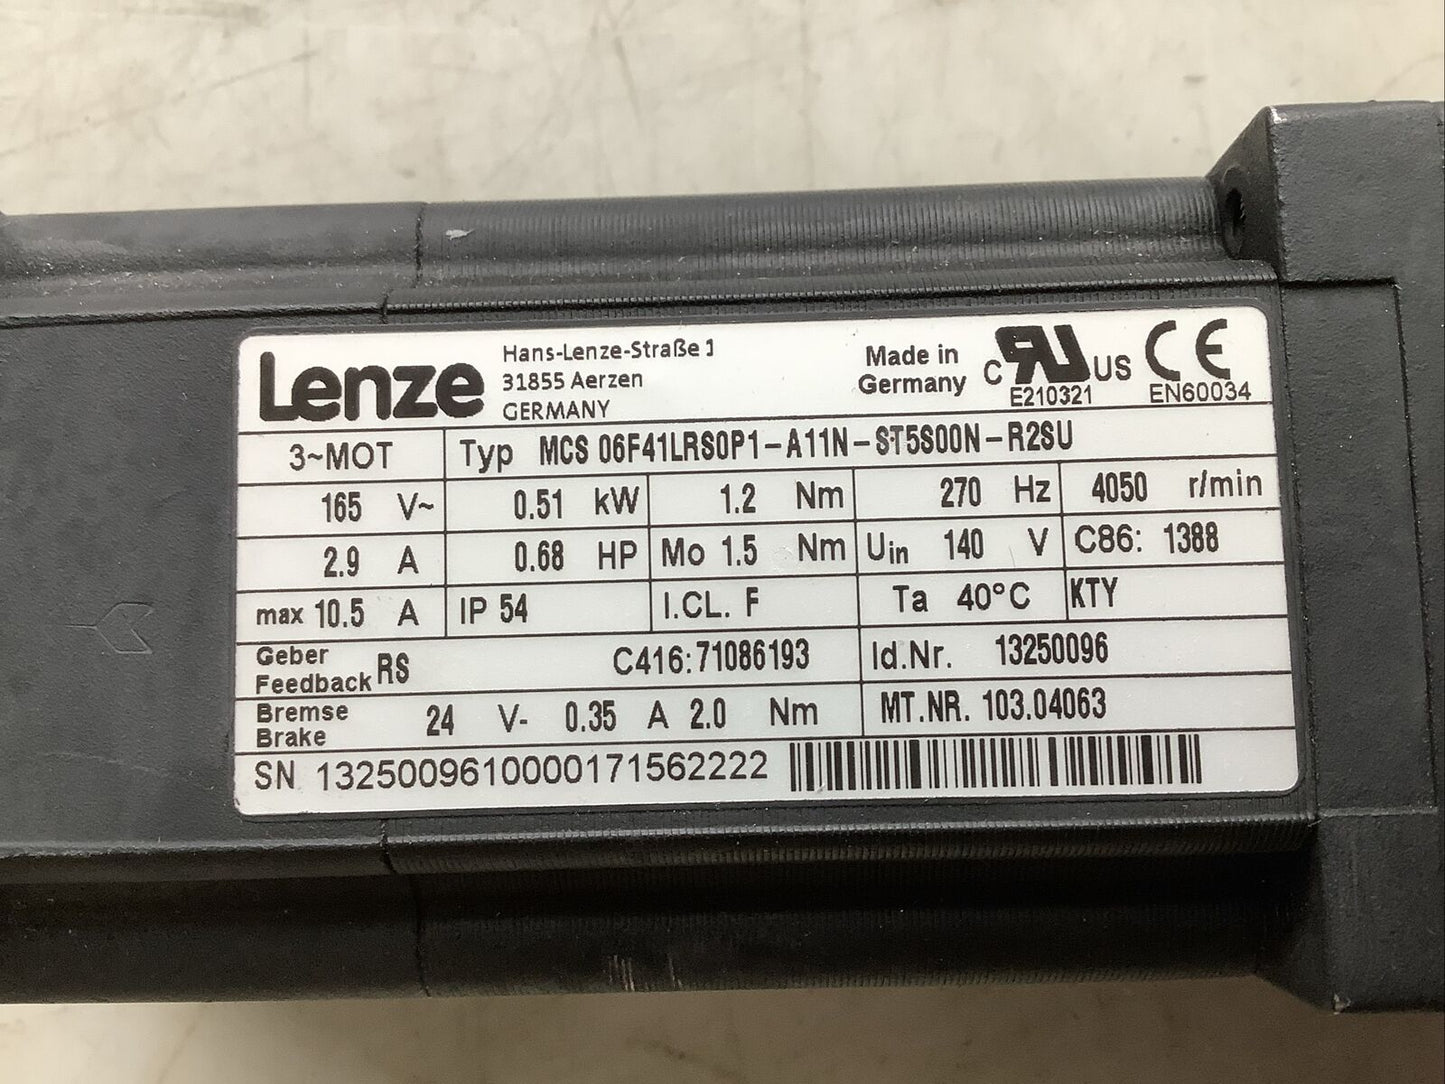 Lenze
Hans-Lenze-Straße 1
31855 Aerzen
GERMANY
Made in
Germany
C RU US
E210321
CE
EN60034
3~MOT Typ MCS 06F41LRS0P1-A11N-ST5S00N-R2SU
165 V~ 0.51 kW 1.2 Nm 270 Hz 4050 r/min
2.9 A 0.68 HP Mo 1.5 Nm Uin 140 V C86: 1388
max 10.5 A IP 54 I.CL. F Ta 40°C KTY
Geber
Feedback RS C416:71086193 Id.Nr. 13250096
Bremse
Brake 24 V- 0.35 A 2.0 Nm MT.NR. 103.04063
SN 1325009610000171562222